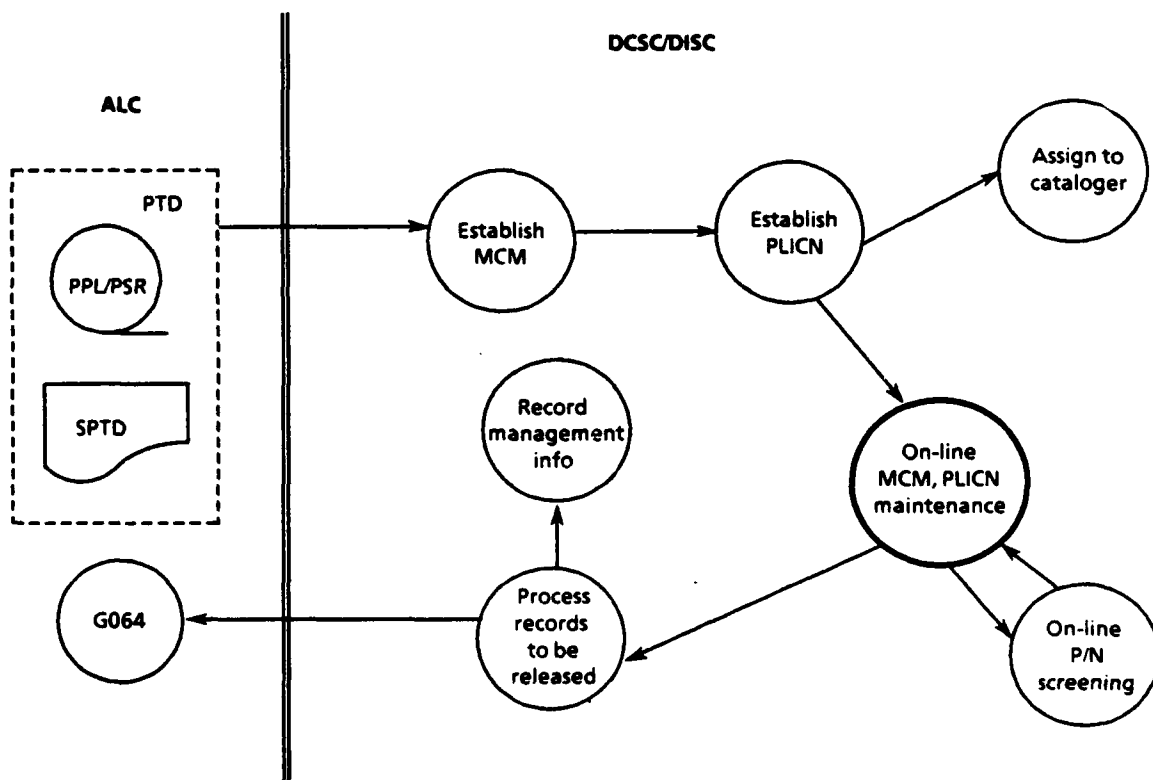 DCSC/DISC
ALC
PTD
PPL/PSR
SPTD
G064
Establish
MCM
Establish
PLICN
Assign to
cataloger
Record
management
info
On-line
MCM, PLICN
maintenance
Process
records
to be
released
On-line
P/N
screening